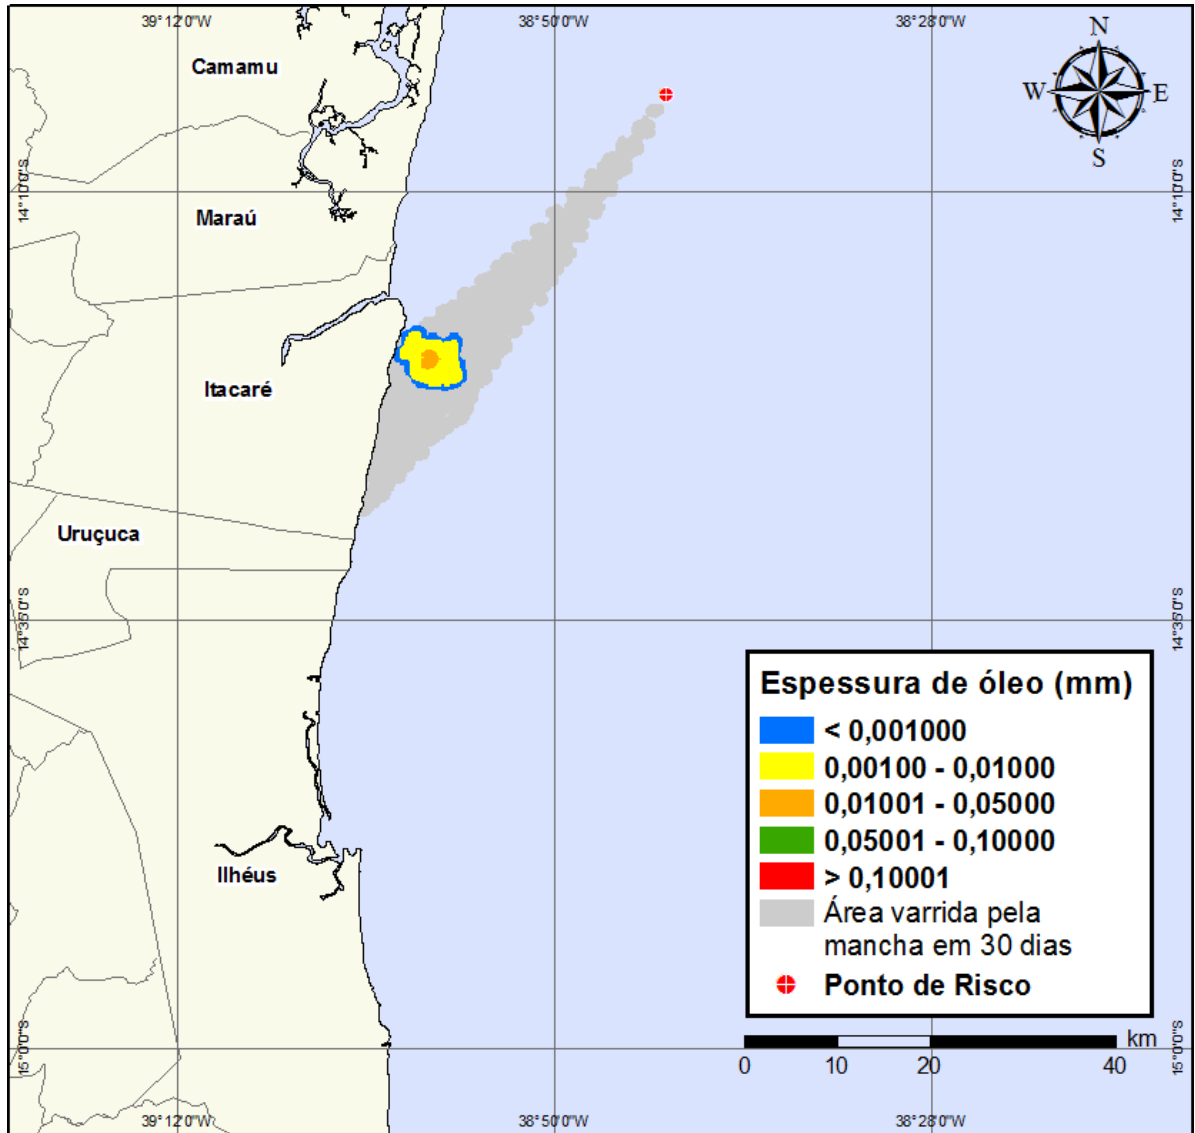 39°12'0"W
38°50'0"W
38°28'0"W
N
W
E
S
Camamu
14°10'0"S
14°10'0"S
Maraú
Itacaré
Uruçuca
14°35'0"S
14°35'0"S
Ilhéus
Espessura de óleo (mm)
< 0,001000
0,00100 - 0,01000
0,01001 - 0,05000
0,05001 - 0,10000
> 0,10001
Área varrida pela
mancha em 30 dias
Ponto de Risco
km
0 10 20 40
15°0'0"S
15°0'0"S
39°12'0"W
38°50'0"W
38°28'0"W